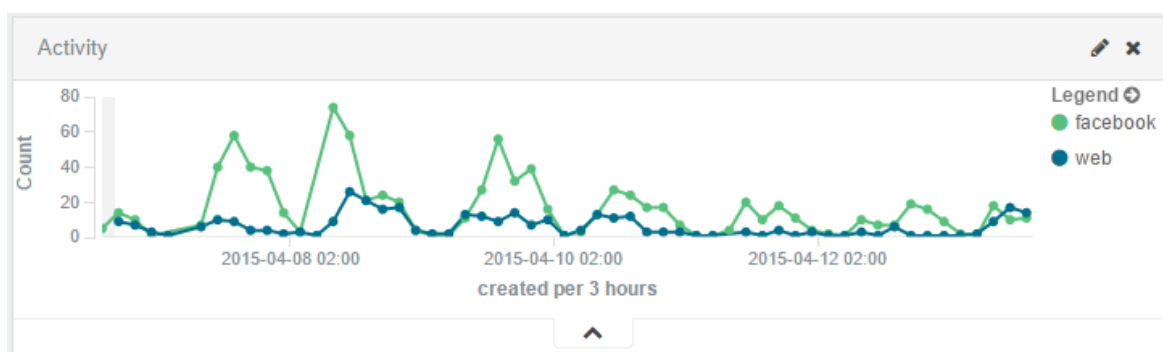 Activity
80
60
40
20
0
Count
2015-04-08 02:00
2015-04-10 02:00
2015-04-12 02:00
created per 3 hours
Legend
facebook
web